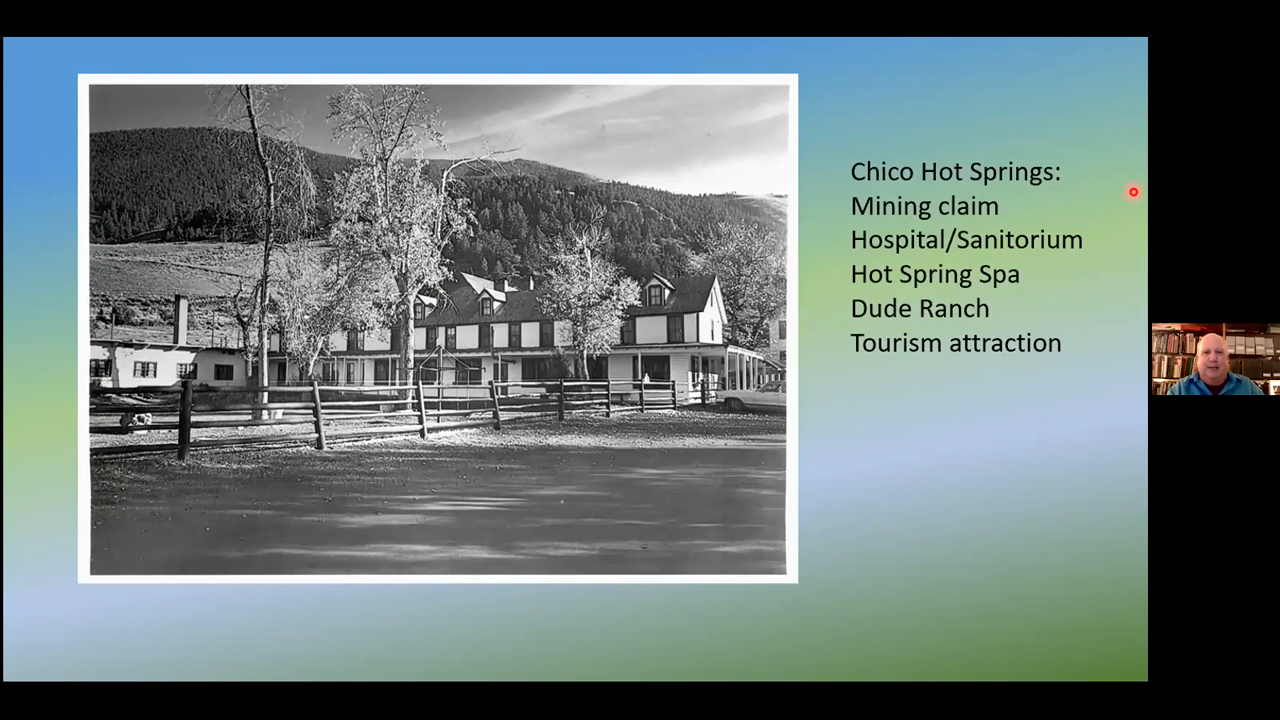 Chico Hot Springs:
Mining claim
Hospital/Sanitorium
Hot Spring Spa
Dude Ranch
Tourism attraction